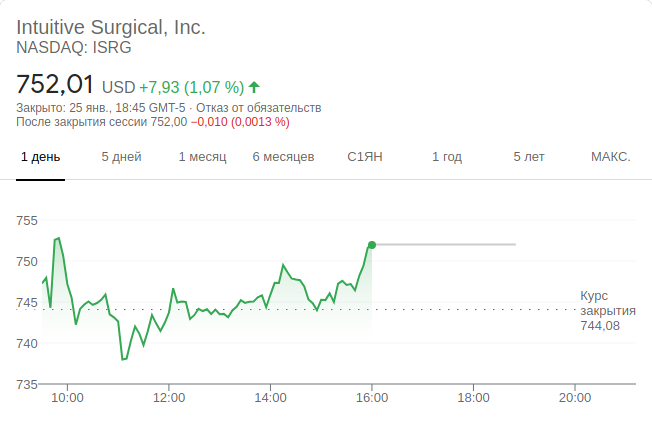 Intuitive Surgical, Inc.
NASDAQ: ISRG
752,01 USD +7,93 (1,07 %)
Закрыто: 25 янв., 18:45 GMT-5 · Отказ от обязательств
После закрытия сессии 752,00 −0,010 (0,0013 %)
1 день 5 дней 1 месяц 6 месяцев С1ЯН 1 год 5 лет МАКС.
755
750
745
740
735
Курс
закрытия
744,08
10:00 12:00 14:00 16:00 18:00 20:00